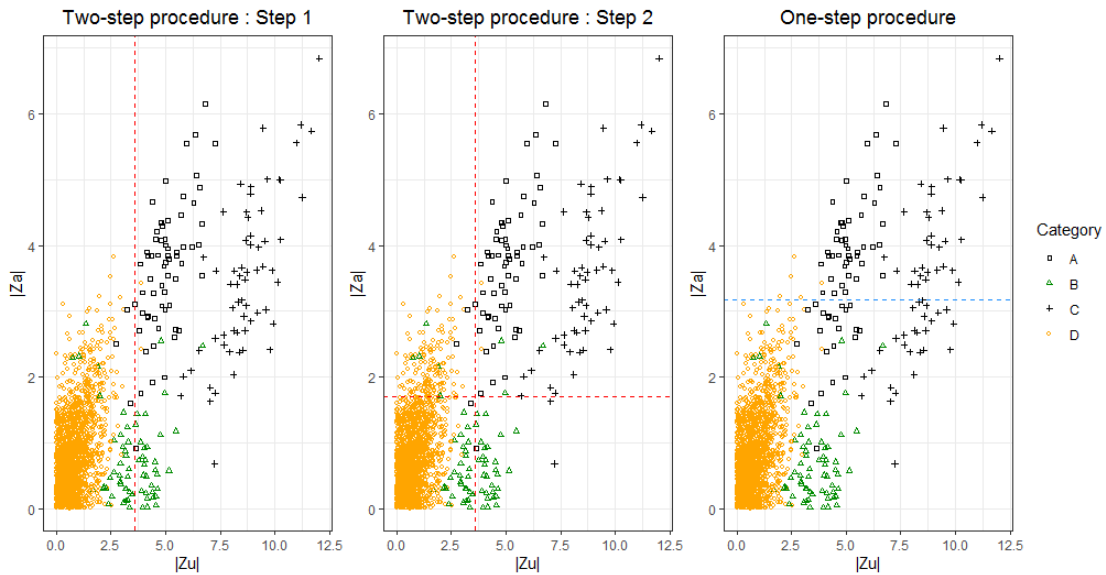 Two-step procedure : Step 1
Two-step procedure : Step 2
One-step procedure
|Za|
6
4
2
0
0.0 2.5 5.0 7.5 10.0 12.5
|Zu|
|Za|
6
4
2
0
0.0 2.5 5.0 7.5 10.0 12.5
|Zu|
|Za|
6
4
2
0
0.0 2.5 5.0 7.5 10.0 12.5
|Zu|
Category
A
B
C
D